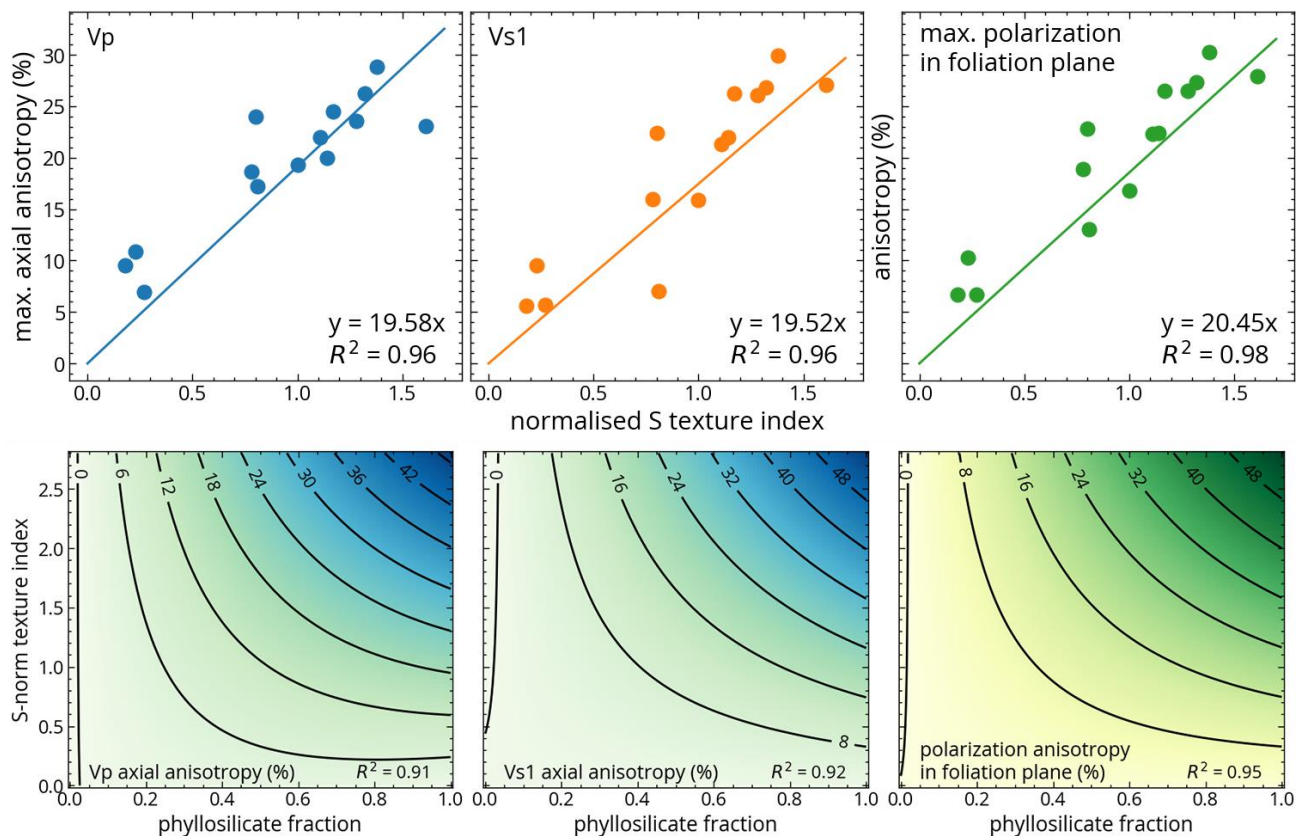 Vp
max. axial anisotropy (%)
30
25
20
15
10
5
0
y = 19.58x
R² = 0.96
0.0 0.5 1.0 1.5
Vs1
y = 19.52x
R² = 0.96
0.0 0.5 1.0 1.5
normalised S texture index
max. polarization
in foliation plane
anisotropy (%)
y = 20.45x
R² = 0.98
0.0 0.5 1.0 1.5
S-norm texture index
2.5
2.0
1.5
1.0
0.5
0.0
0 6 12 18 24 30 36 42
Vp axial anisotropy (%) R² = 0.91
0.0 0.2 0.4 0.6 0.8 1.0
phyllosilicate fraction
0 16 24 32 40 48
8
Vs1 axial anisotropy (%) R² = 0.92
0.0 0.2 0.4 0.6 0.8 1.0
phyllosilicate fraction
0 8 16 24 32 40 48
polarization anisotropy
in foliation plane (%) R² = 0.95
0.0 0.2 0.4 0.6 0.8 1.0
phyllosilicate fraction